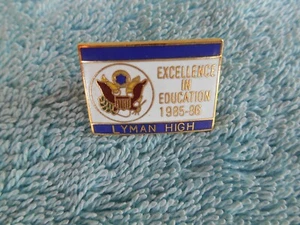 EXCELLENCE
IN
EDUCATION
1985-86
LYMAN HIGH